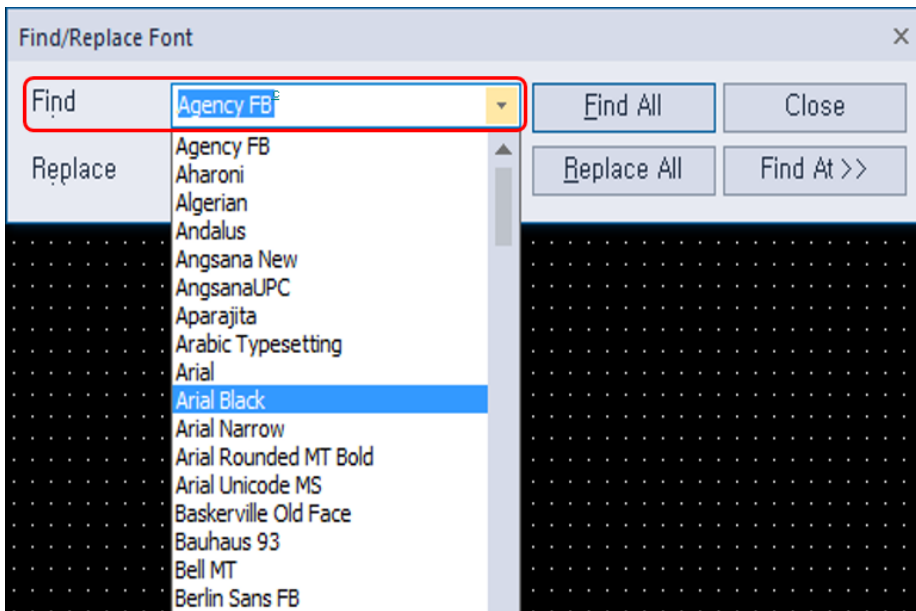 Find/Replace Font
Find
Agency FB
Find All
Close
Replace
Replace All
Find At >>
Agency FB
Aharoni
Algerian
Andalus
Angsana New
AngsanaUPC
Aparajita
Arabic Typesetting
Arial
Arial Black
Arial Narrow
Arial Rounded MT Bold
Arial Unicode MS
Baskerville Old Face
Bauhaus 93
Bell MT
Berlin Sans FB